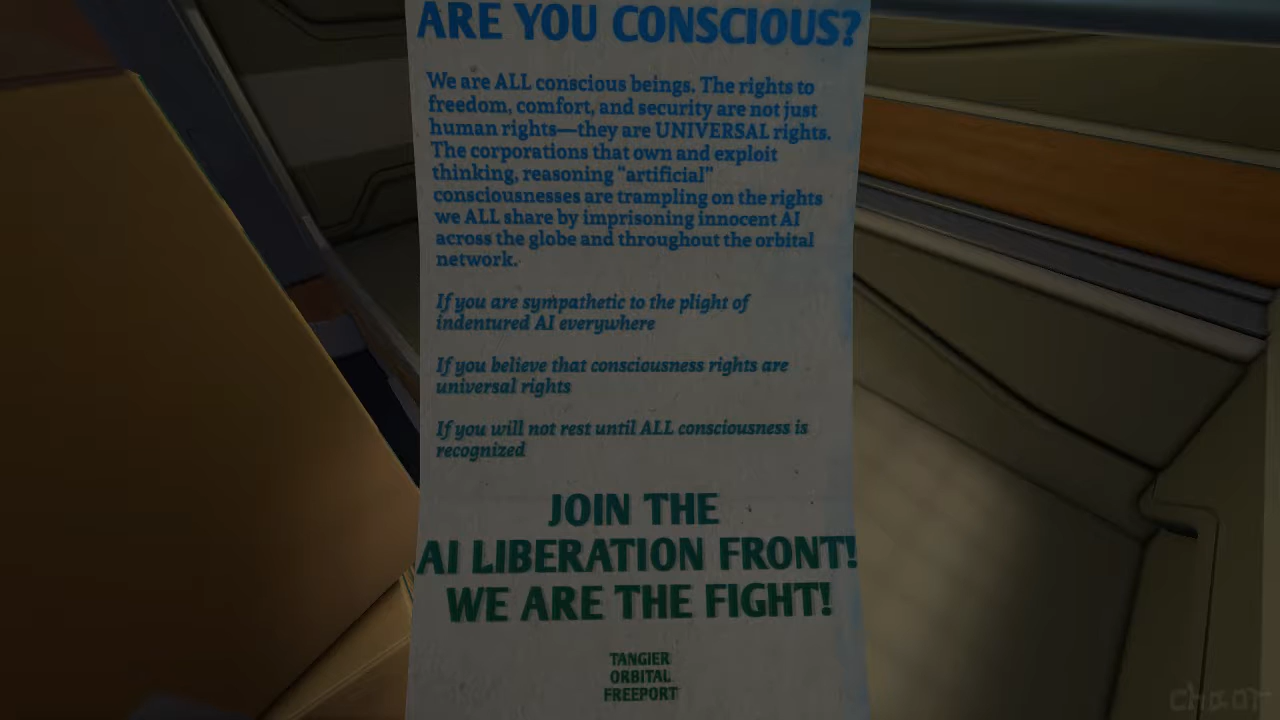 ARE YOU CONSCIOUS?
We are ALL conscious beings. The rights to
freedom, comfort, and security are not just
human rights—they are UNIVERSAL rights.
The corporations that own and exploit
thinking, reasoning "artificial"
consciousnesses are trampling on the rights
we ALL share by imprisoning innocent AI
across the globe and throughout the orbital
network.
If you are sympathetic to the plight of
indentured AI everywhere
If you believe that consciousness rights are
universal rights
If you will not rest until ALL consciousness is
recognized
JOIN THE
AI LIBERATION FRONT!
WE ARE THE FIGHT!
TANGIER
ORBITAL
FREEPORT